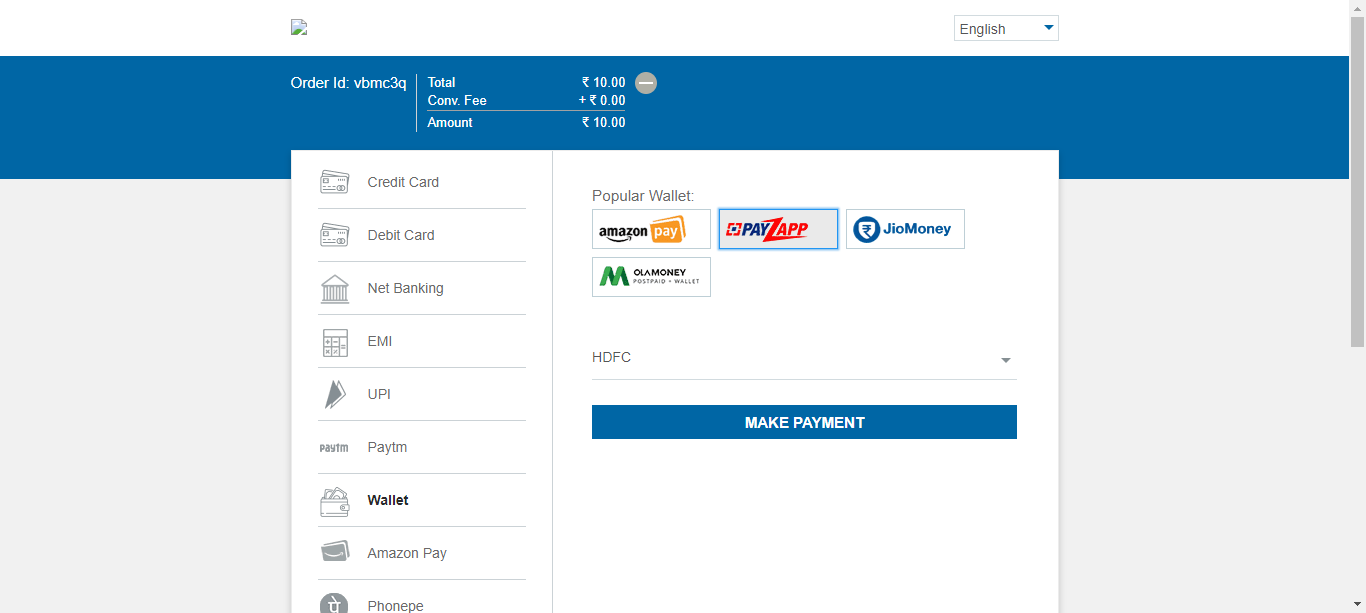 English
Order Id: vbmc3q
Total ₹ 10.00
Conv. Fee + ₹ 0.00
Amount ₹ 10.00
Credit Card
Debit Card
Net Banking
EMI
UPI
paytm Paytm
Wallet
Amazon Pay
पे Phonepe
Popular Wallet:
amazon pay PAYZAPP ₹ JioMoney
OLAMONEY
POSTPAID + WALLET
HDFC
MAKE PAYMENT